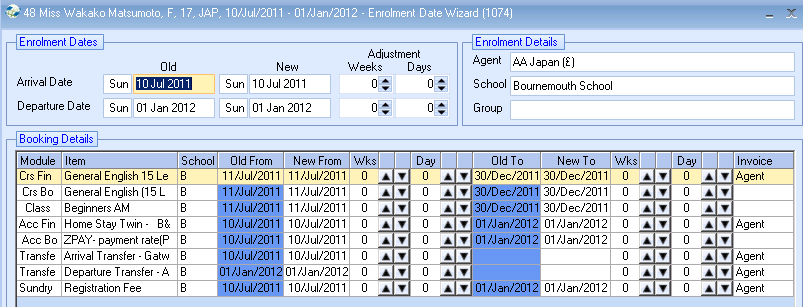 48 Miss Wakako Matsumoto, F, 17, JAP, 10/Jul/2011 - 01/Jan/2012 - Enrolment Date Wizard (1074)
Enrolment Dates
Old New Adjustment
Weeks Days
Arrival Date Sun 10 Jul 2011 Sun 10 Jul 2011 0 0
Departure Date Sun 01 Jan 2012 Sun 01 Jan 2012 0 0
Enrolment Details
Agent AA Japan (£)
School Bournemouth School
Group
Booking Details
Module Item School Old From New From Wks Day Old To New To Wks Day Invoice
Crs Fin General English 15 Le B 11/Jul/2011 11/Jul/2011 0 0 30/Dec/2011 30/Dec/2011 0 0 Agent
Crs Bo General English (15 L B 11/Jul/2011 11/Jul/2011 0 0 30/Dec/2011 30/Dec/2011 0 0
Class Beginners AM B 11/Jul/2011 11/Jul/2011 0 0 30/Dec/2011 30/Dec/2011 0 0
Acc Fin Home Stay Twin - B& B 10/Jul/2011 10/Jul/2011 0 0 01/Jan/2012 01/Jan/2012 0 0 Agent
Acc Bo ZPAY- payment rate(P B 10/Jul/2011 10/Jul/2011 0 0 01/Jan/2012 01/Jan/2012 0 0
Transfe Arrival Transfer - Gatw B 10/Jul/2011 10/Jul/2011 0 0 0 0 Agent
Transfe Departure Transfer - A B 01/Jan/2012 01/Jan/2012 0 0 0 0 Agent
Sundry Registration Fee B 10/Jul/2011 10/Jul/2011 0 0 01/Jan/2012 01/Jan/2012 0 0 Agent